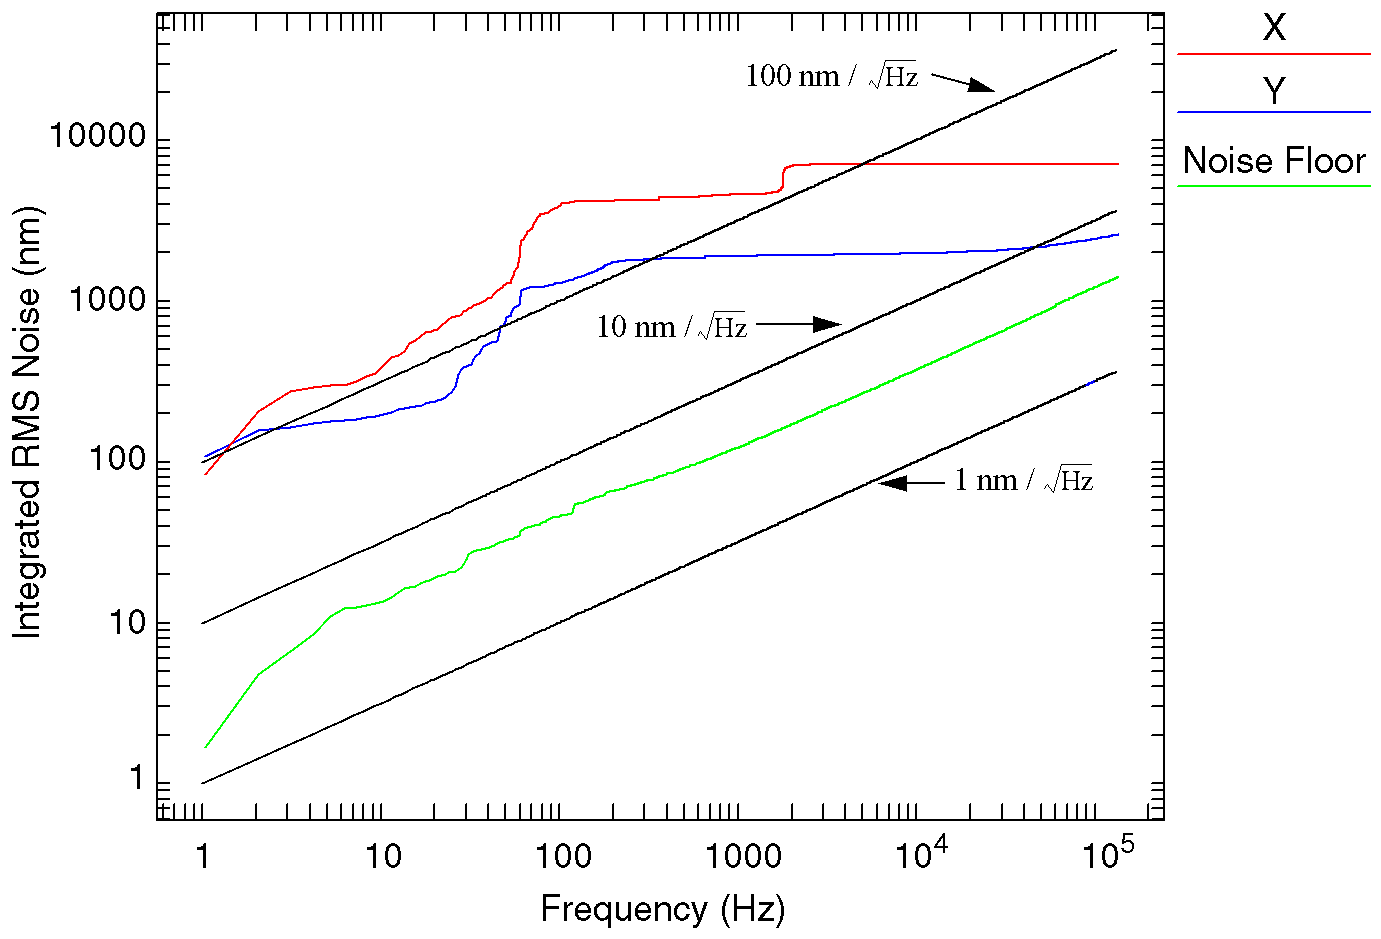 X
Y
Noise Floor
100 nm / √Hz
10 nm / √Hz
1 nm / √Hz
Integrated RMS Noise (nm)
10000
1000
100
10
1
1 10 100 1000 10⁴ 10⁵
Frequency (Hz)